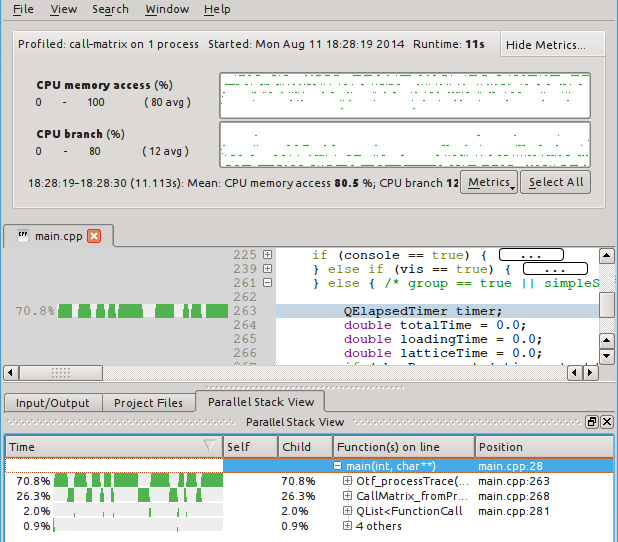 File View Search Window Help
Profiled: call-matrix on 1 process Started: Mon Aug 11 18:28:19 2014 Runtime: 11s Hide Metrics...
CPU memory access (%)
0 - 100 ( 80 avg )
CPU branch (%)
0 - 80 ( 12 avg )
18:28:19-18:28:30 (11.113s): Mean: CPU memory access 80.5 %; CPU branch 12 Metrics Select All
main.cpp
225 if (console == true) { ...
239 } else if (vis == true) { ...
261 } else { /* group == true || simpleS
262
70.8% 263 QElapsedTimer timer;
264 double totalTime = 0.0;
265 double loadingTime = 0.0;
266 double latticeTime = 0.0;
267
Input/Output Project Files Parallel Stack View
Parallel Stack View
Time Self Child Function(s) on line Position
main(int, char**) main.cpp:28
70.8% 70.8% Otf_processTrace(... main.cpp:263
26.3% 26.3% CallMatrix_fromPr... main.cpp:268
2.0% 2.0% QList<FunctionCall main.cpp:281
0.9% 0.9% 4 others